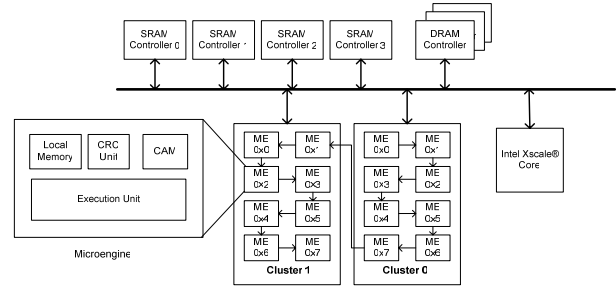 SRAM
Controller 0
SRAM
Controller 1
SRAM
Controller 2
SRAM
Controller 3
DRAM
Controller
Local
Memory
CRC
Unit
CAM
Execution Unit
Microengine
ME
0x0
ME
0x1
ME
0x2
ME
0x3
ME
0x4
ME
0x5
ME
0x6
ME
0x7
Cluster 1
ME
0x0
ME
0x1
ME
0x3
ME
0x2
ME
0x4
ME
0x5
ME
0x7
ME
0x6
Cluster 0
Intel Xscale®
Core